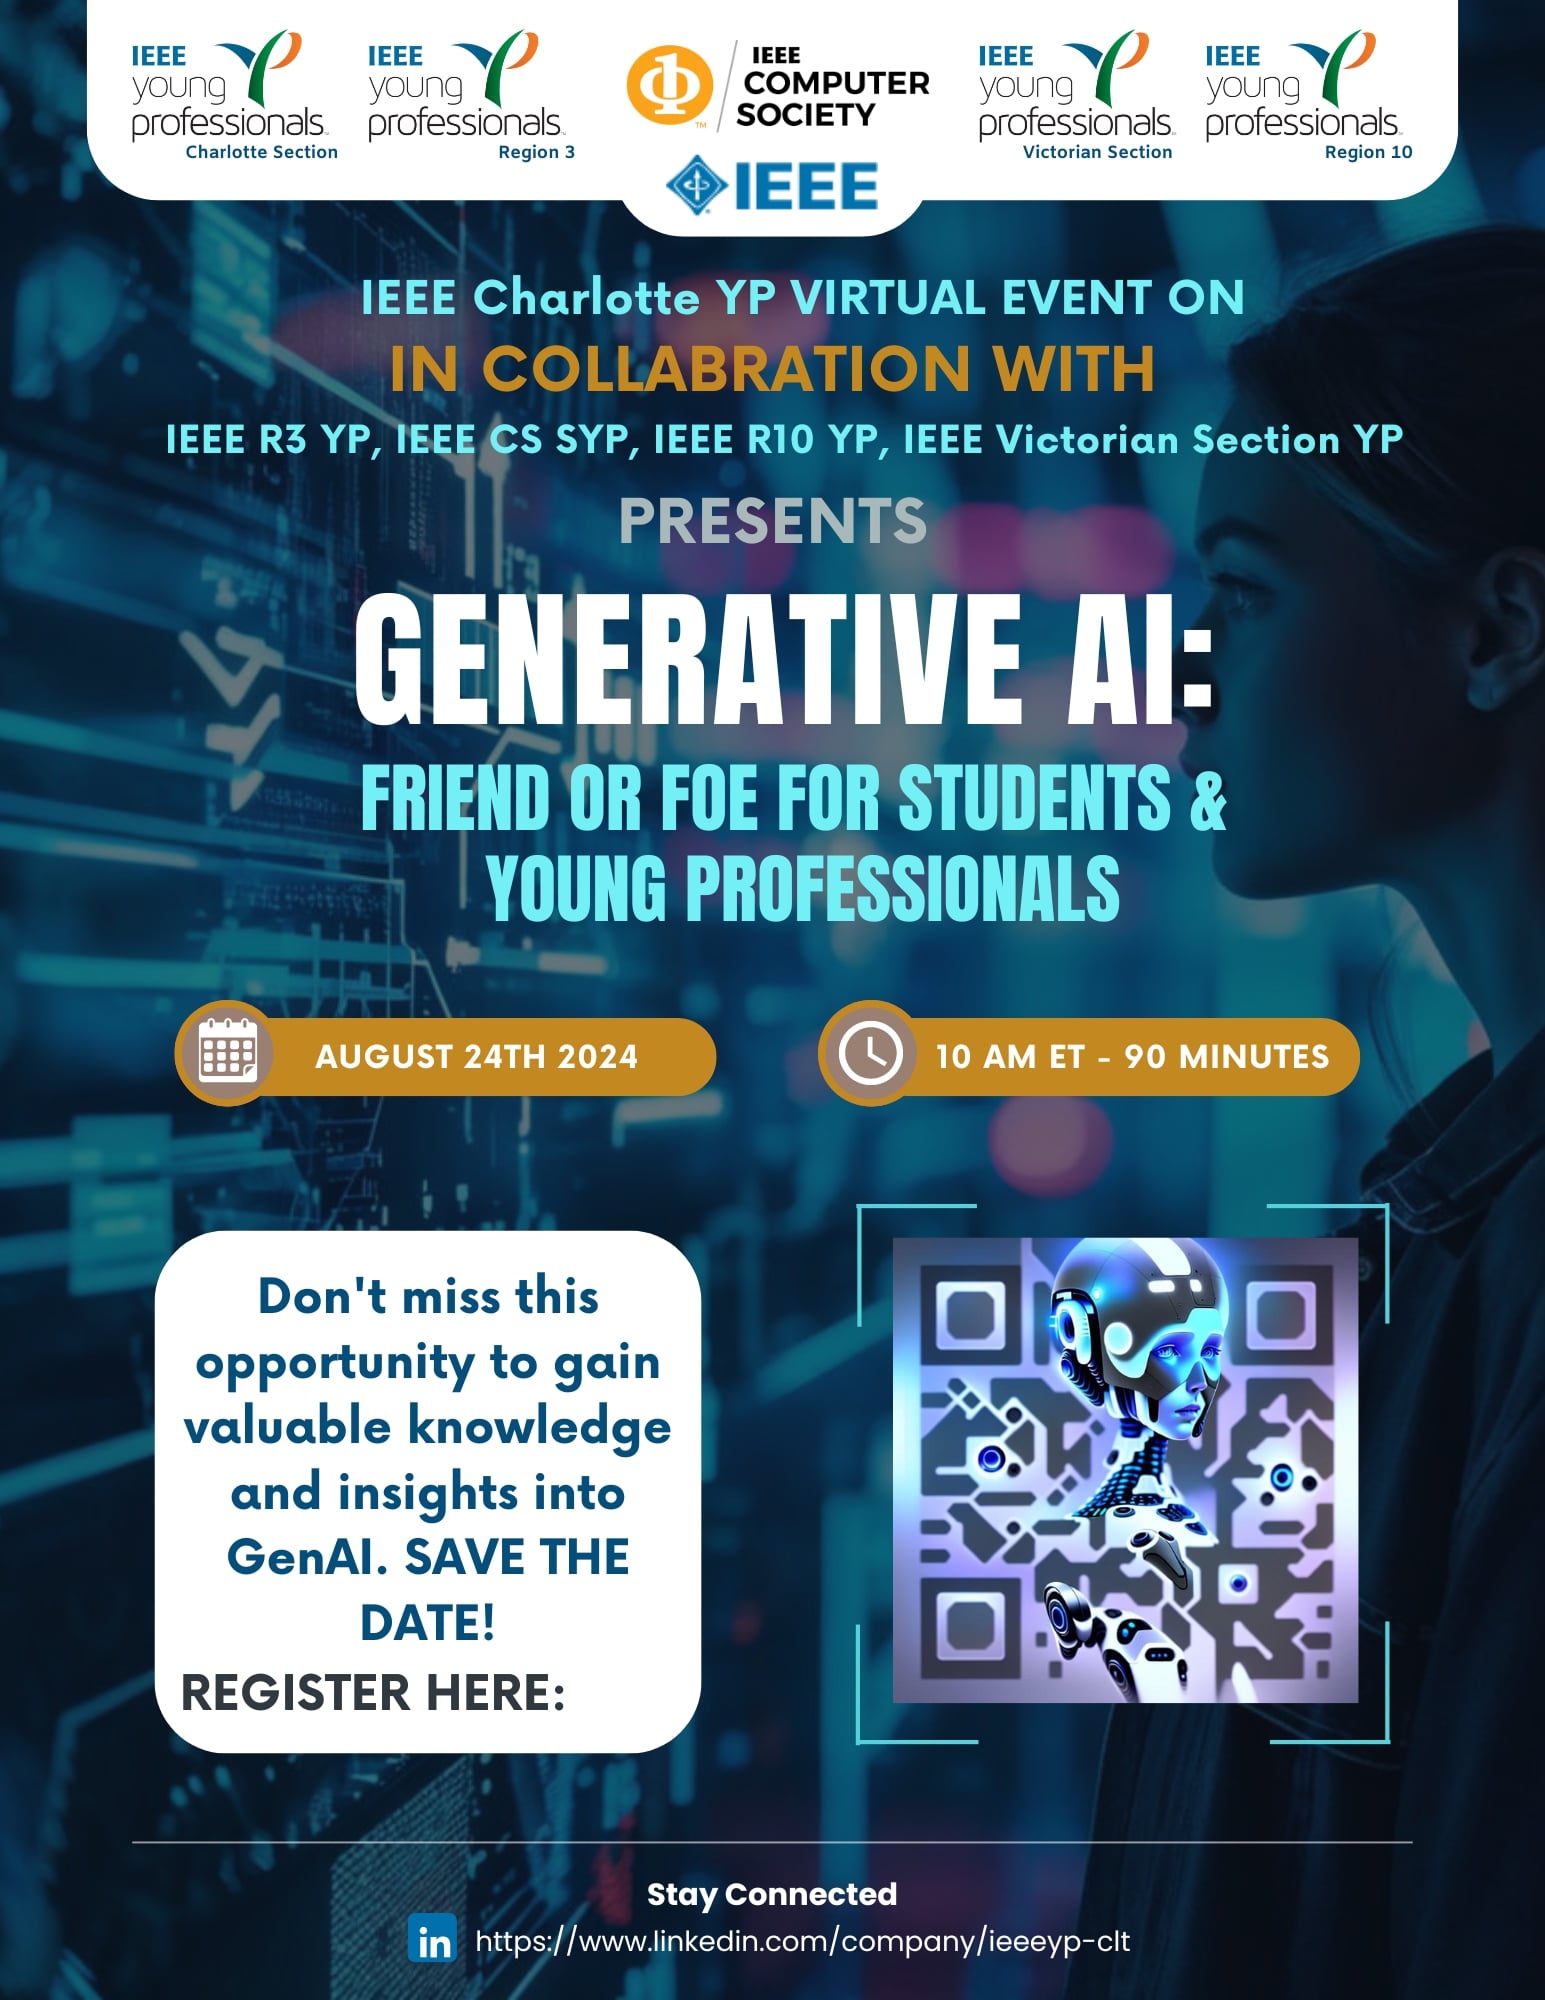 IEEE
young
professionals
Charlotte Section
IEEE
young
professionals
Region 3
IEEE
COMPUTER
SOCIETY
TM
IEEE
IEEE
young
professionals
Victorian Section
IEEE
young
professionals
Region 10
IEEE Charlotte YP VIRTUAL EVENT ON
IN COLLABRATION WITH
IEEE R3 YP, IEEE CS SYP, IEEE R10 YP, IEEE Victorian Section YP
PRESENTS
GENERATIVE AI:
FRIEND OR FOE FOR STUDENTS &
YOUNG PROFESSIONALS
AUGUST 24TH 2024
10 AM ET - 90 MINUTES
Don't miss this
opportunity to gain
valuable knowledge
and insights into
GenAI. SAVE THE
DATE!
REGISTER HERE:
Stay Connected
in https://www.linkedin.com/company/ieeeyp-clt